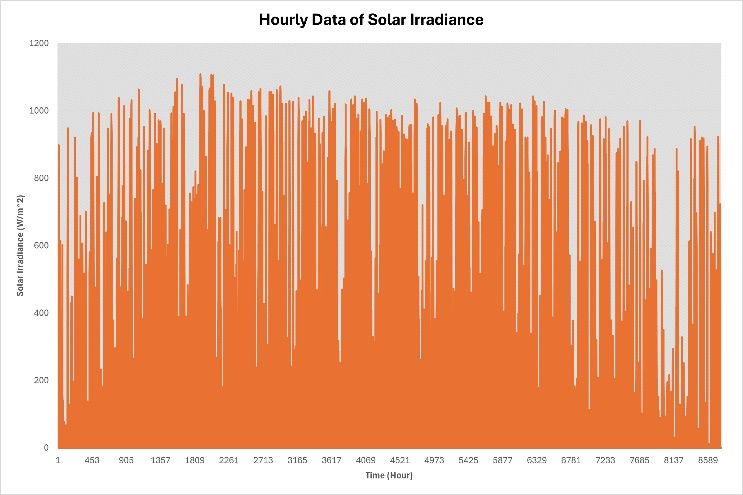 Hourly Data of Solar Irradiance
1200
1000
800
600
400
200
0
Solar Irradiance (W/m^2)
1 453 905 1357 1809 2261 2713 3165 3617 4069 4521 4973 5425 5877 6329 6781 7233 7685 8137 8589
Time (Hour)